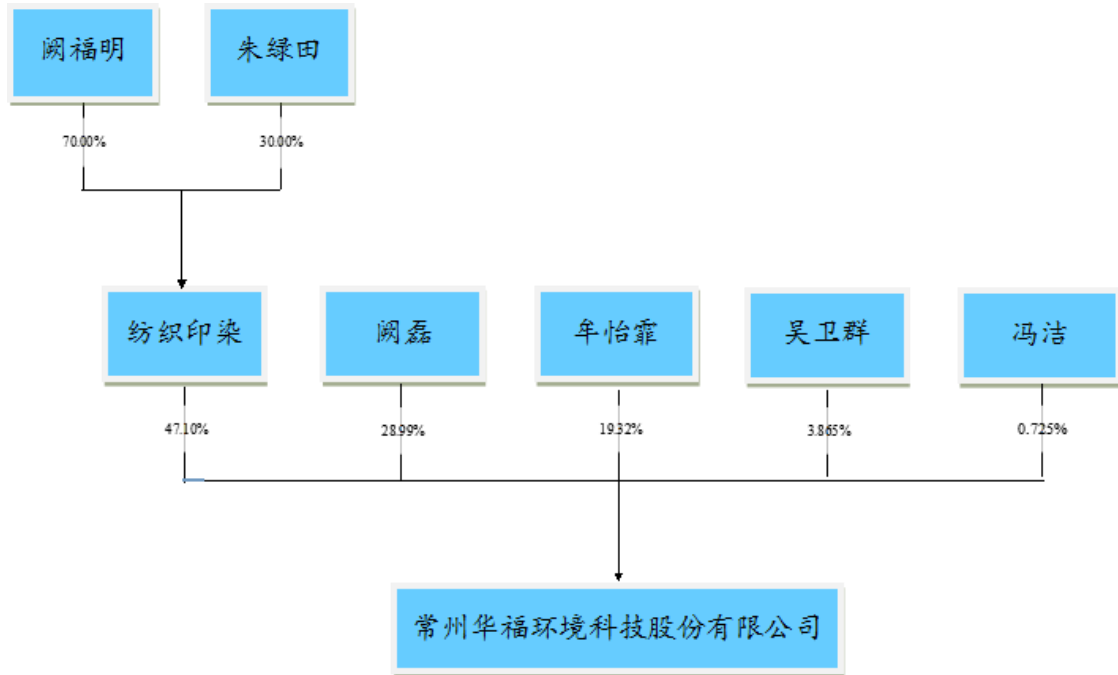 阙福明
朱绿田
70.00%
30.00%
纺织印染
阙磊
牟怡霏
吴卫群
冯洁
47.10%
28.99%
19.32%
3.865%
0.725%
常州华福环境科技股份有限公司